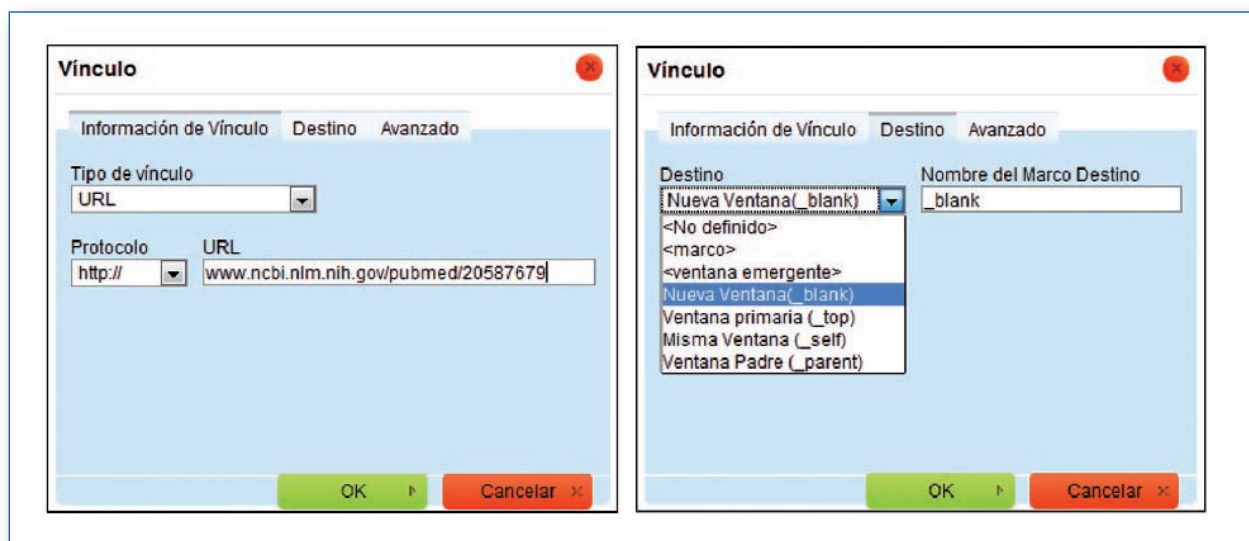 Vínculo
Información de Vínculo Destino Avanzado
Tipo de vínculo
URL
Protocolo URL
http:// www.ncbi.nlm.nih.gov/pubmed/20587679
OK Cancelar
Vínculo
Información de Vínculo Destino Avanzado
Destino Nombre del Marco Destino
Nueva Ventana(_blank) _blank
<No definido>
<marco>
<ventana emergente>
Nueva Ventana(_blank)
Ventana primaria (_top)
Misma Ventana (_self)
Ventana Padre (_parent)
OK Cancelar